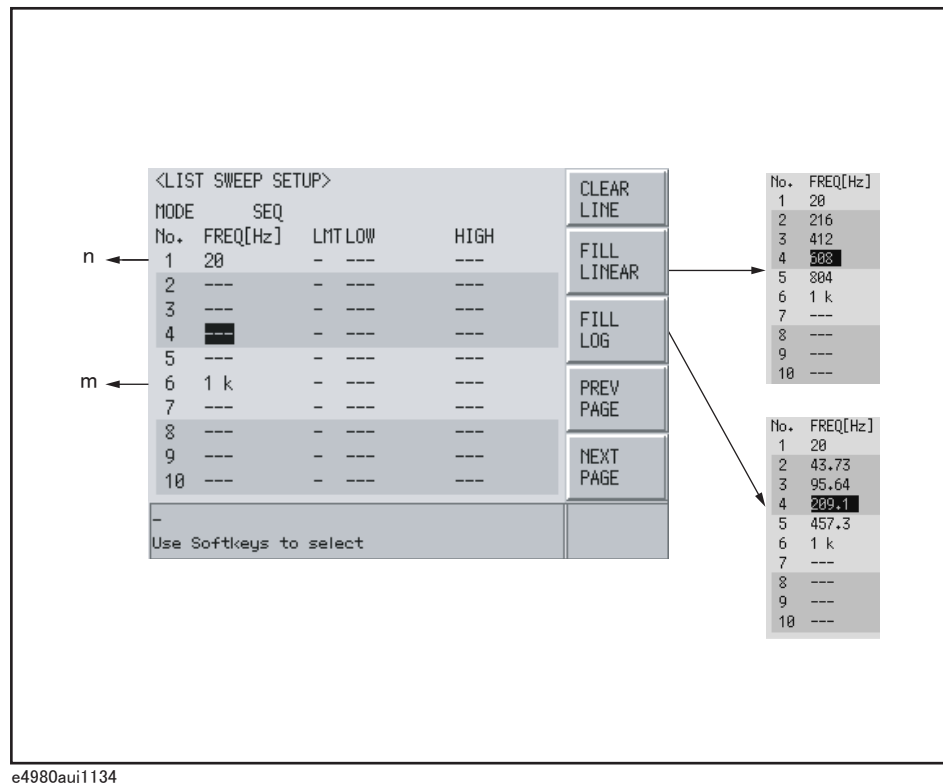 <LIST SWEEP SETUP>
MODE SEQ
No. FREQ[Hz] LMT LOW HIGH
n
1 20 - --- ---
2 --- - --- ---
3 --- - --- ---
4 --- - --- ---
5 --- - --- ---
m
6 1 k - --- ---
7 --- - --- ---
8 --- - --- ---
9 --- - --- ---
10 --- - --- ---
-
Use Softkeys to select
CLEAR
LINE
FILL
LINEAR
FILL
LOG
PREV
PAGE
NEXT
PAGE
No. FREQ[Hz]
1 20
2 216
3 412
4 608
5 804
6 1 k
7 ---
8 ---
9 ---
10 ---
No. FREQ[Hz]
1 20
2 43.73
3 95.64
4 209.1
5 457.3
6 1 k
7 ---
8 ---
9 ---
10 ---
e4980auj1134